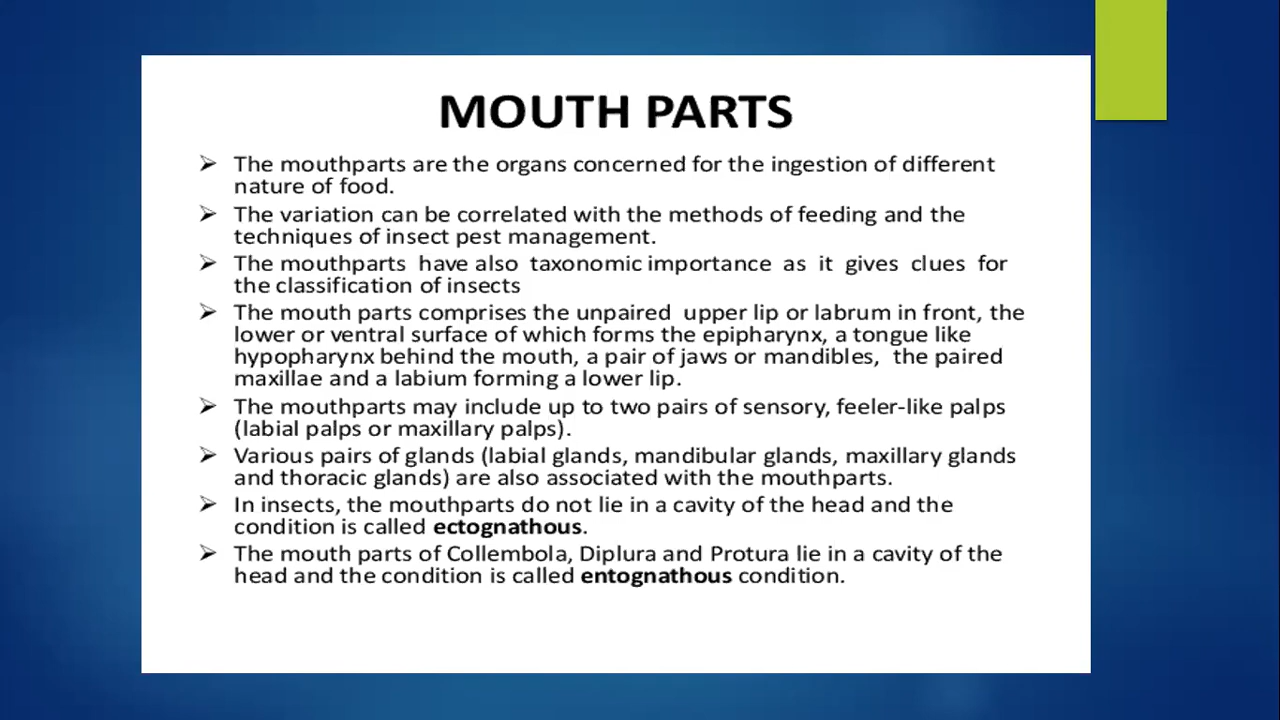 MOUTH PARTS
➢ The mouthparts are the organs concerned for the ingestion of different
nature of food.
➢ The variation can be correlated with the methods of feeding and the
techniques of insect pest management.
➢ The mouthparts have also taxonomic importance as it gives clues for
the classification of insects
➢ The mouth parts comprises the unpaired upper lip or labrum in front, the
lower or ventral surface of which forms the epipharynx, a tongue like
hypopharynx behind the mouth, a pair of jaws or mandibles, the paired
maxillae and a labium forming a lower lip.
➢ The mouthparts may include up to two pairs of sensory, feeler-like palps
(labial palps or maxillary palps).
➢ Various pairs of glands (labial glands, mandibular glands, maxillary glands
and thoracic glands) are also associated with the mouthparts.
➢ In insects, the mouthparts do not lie in a cavity of the head and the
condition is called ectognathous.
➢ The mouth parts of Collembola, Diplura and Protura lie in a cavity of the
head and the condition is called entognathous condition.